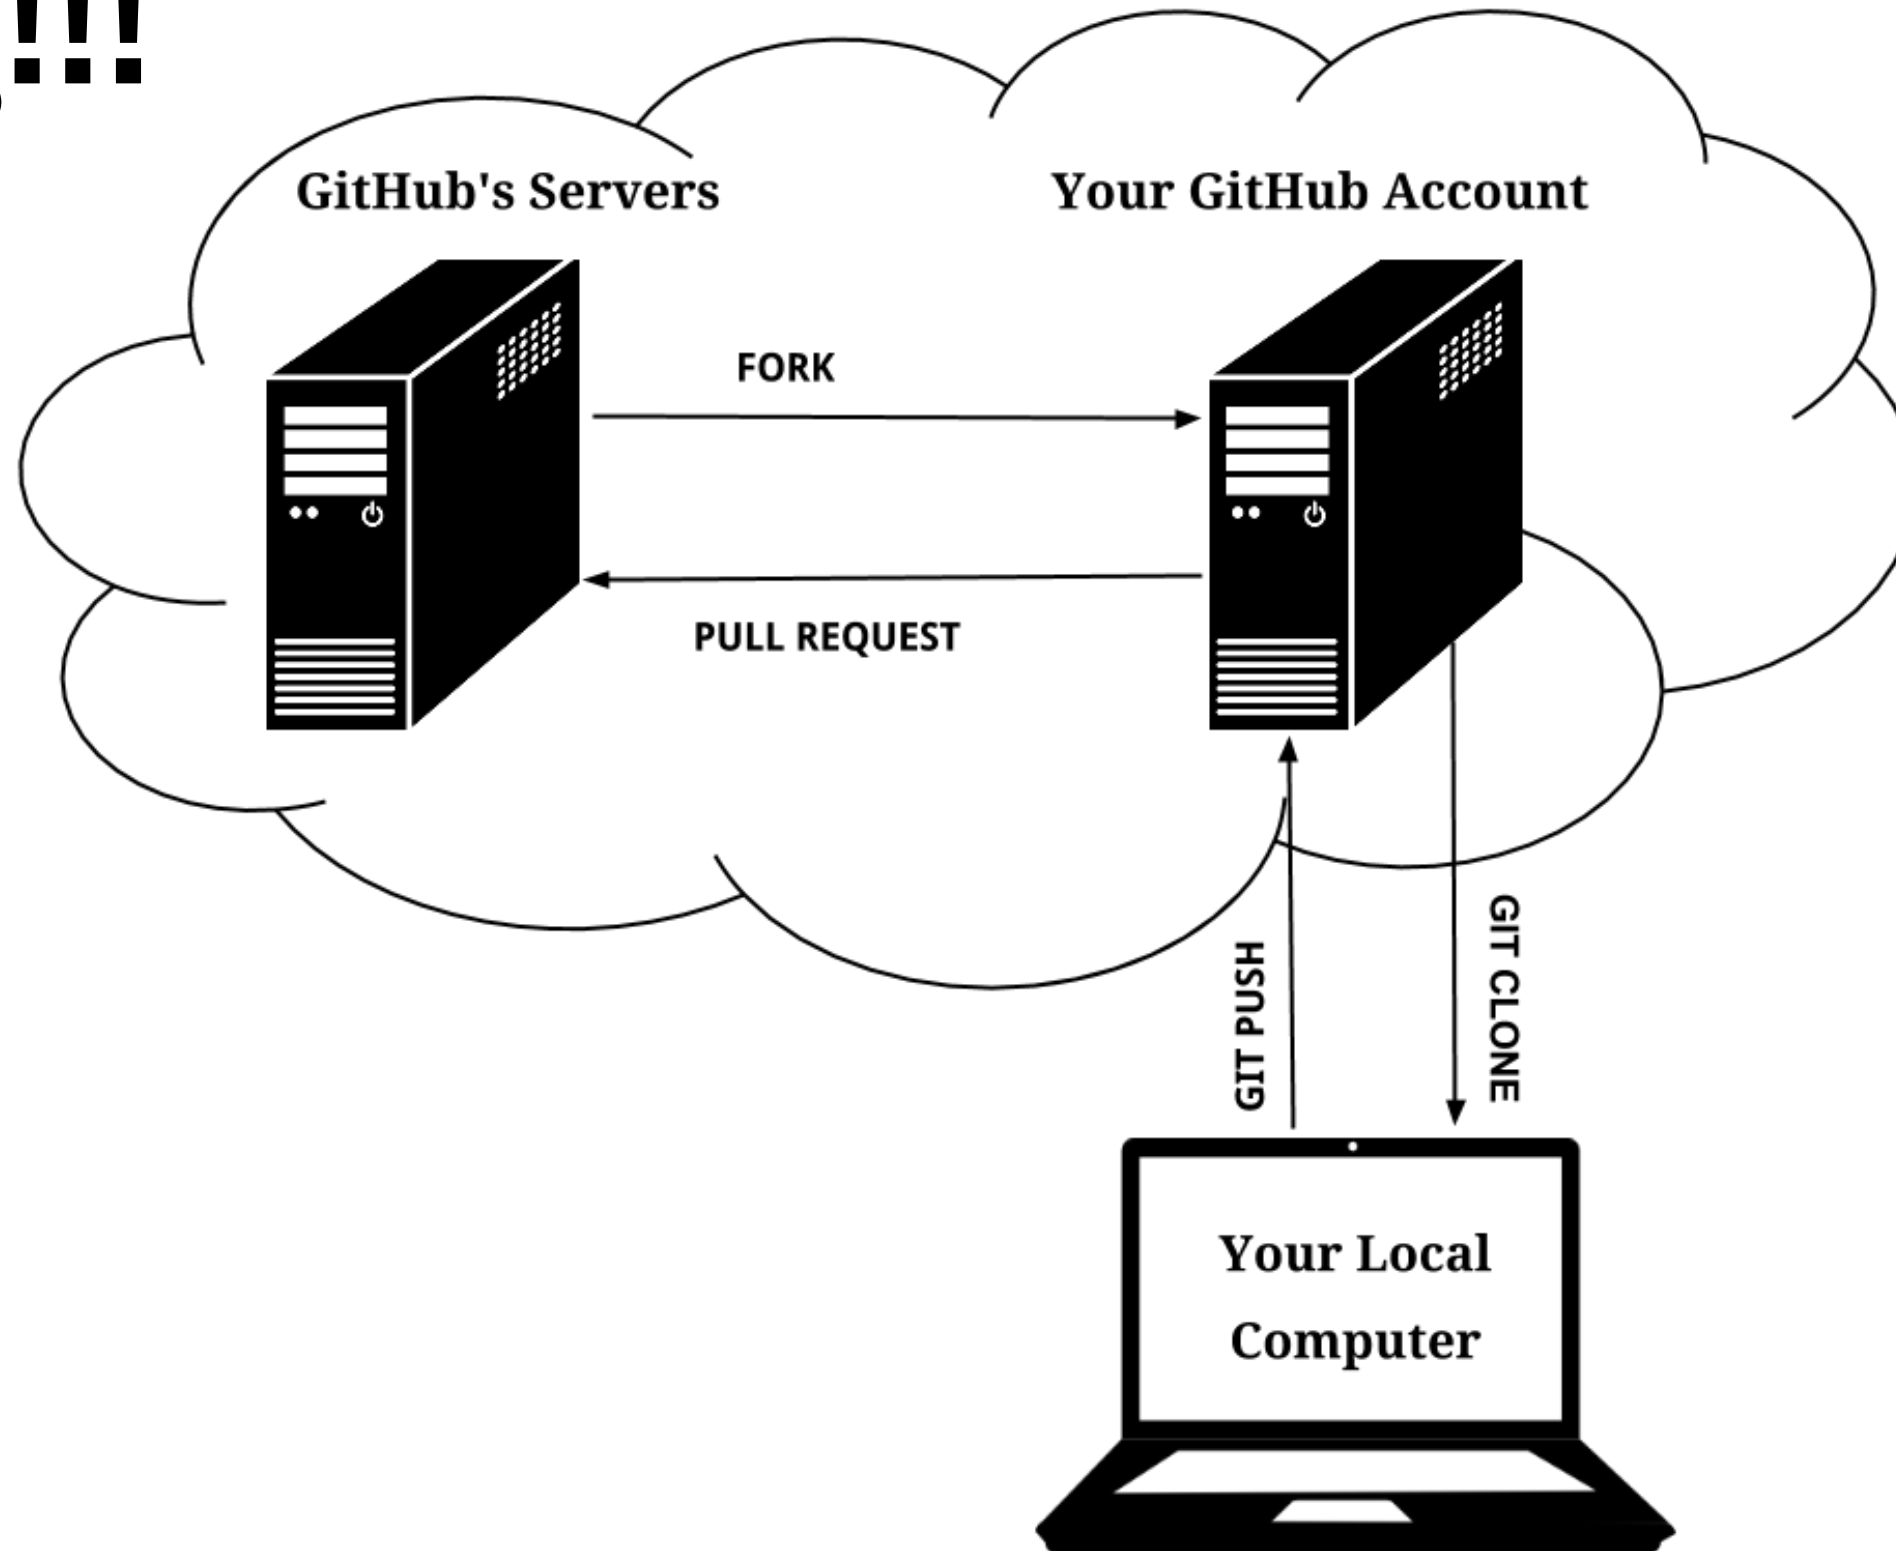 !!!
GitHub's Servers
Your GitHub Account
FORK
PULL REQUEST
GIT PUSH
GIT CLONE
Your Local
Computer